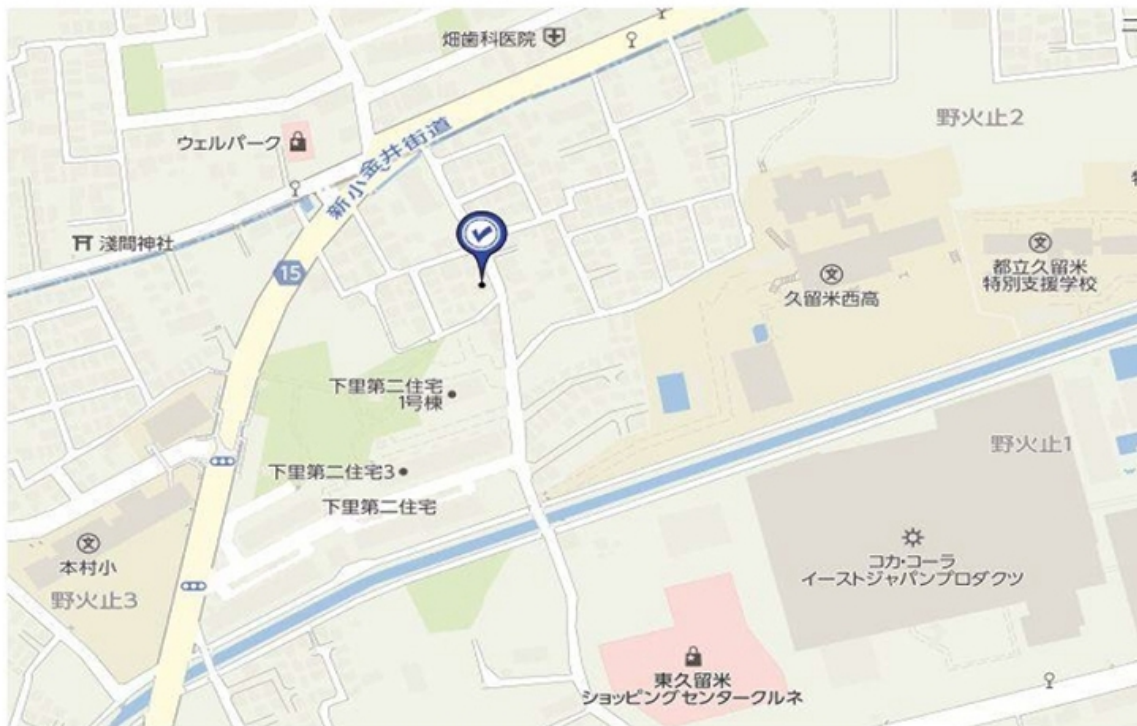 畑歯科医院
野火止2
ウェルパーク
新小金井街道
浅間神社
15
久留米西高
都立久留米
特別支援学校
下里第二住宅
1号棟
野火止1
下里第二住宅3
下里第二住宅
本村小
コカ・コーラ
イーストジャパンプロダクツ
野火止3
東久留米
ショッピングセンタークルネ